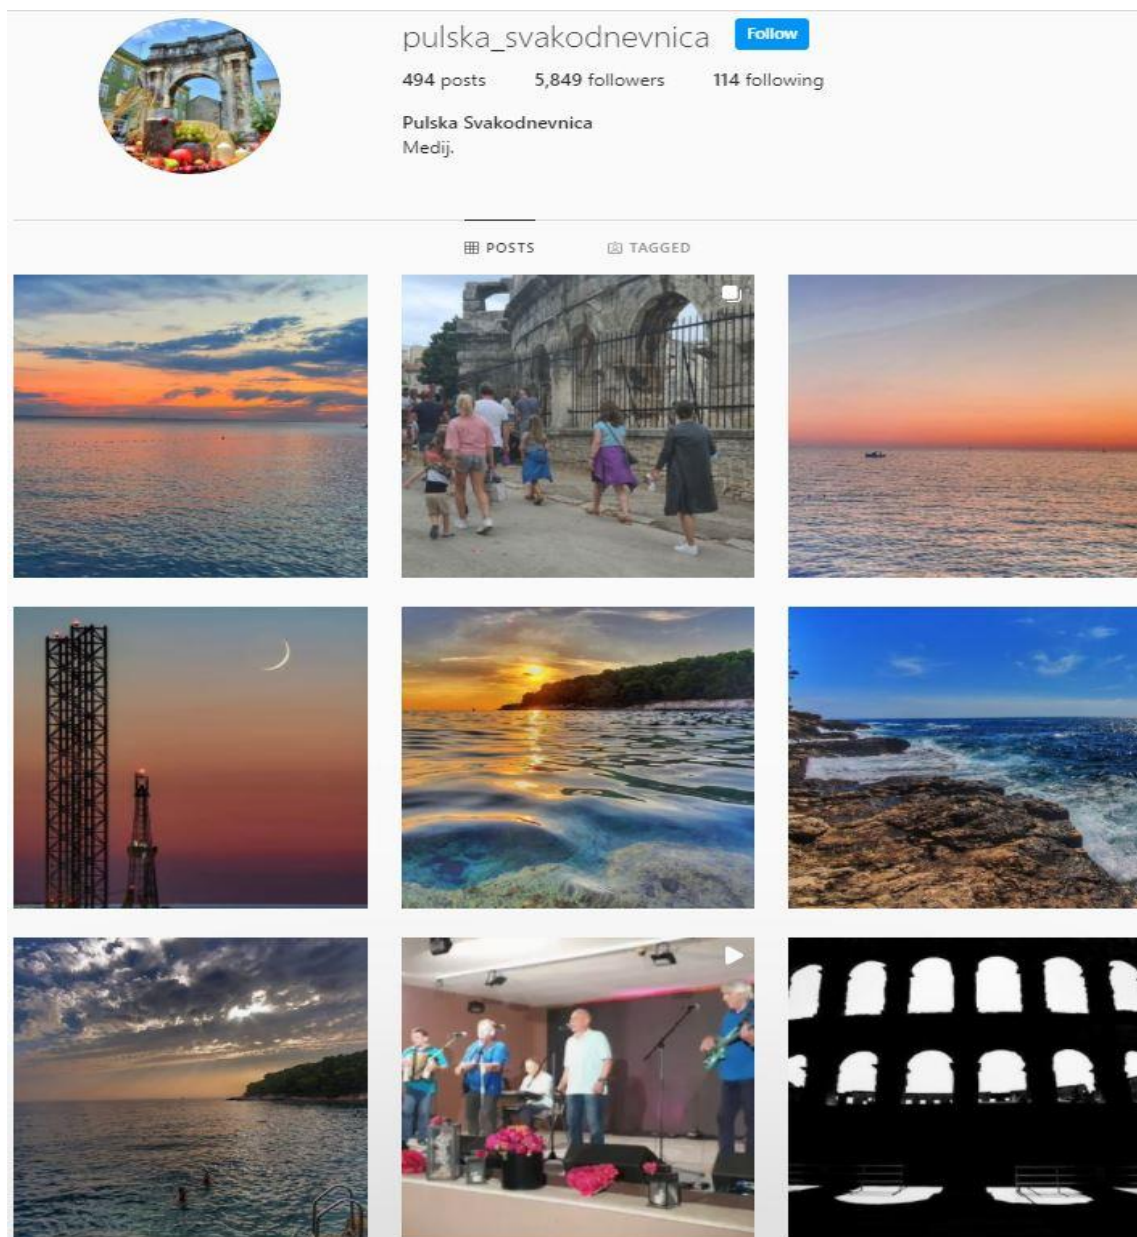 pulska_svakodnevnica Follow
494 posts 5,849 followers 114 following
Pulska Svakodnevnica
Medij.
POSTS TAGGED